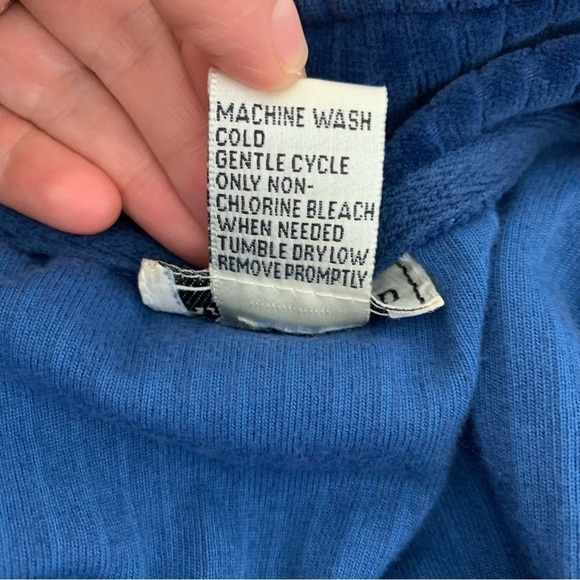 MACHINE WASH
COLD
GENTLE CYCLE
ONLY NON-
CHLORINE BLEACH
WHEN NEEDED
TUMBLE DRY LOW
REMOVE PROMPTLY